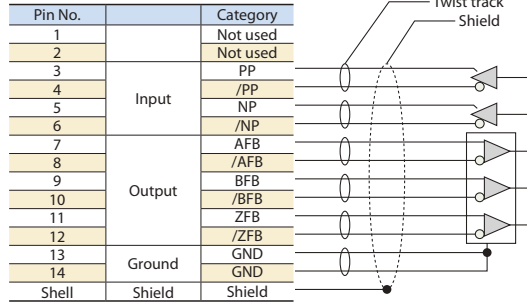 Twist track
Shield
Pin No. Category
1 Not used
2 Not used
3 PP
4 /PP
Input
5 NP
6 /NP
7 AFB
8 /AFB
9 BFB
Output
10 /BFB
11 ZFB
12 /ZFB
13 GND
Ground
14 GND
Shell Shield Shield